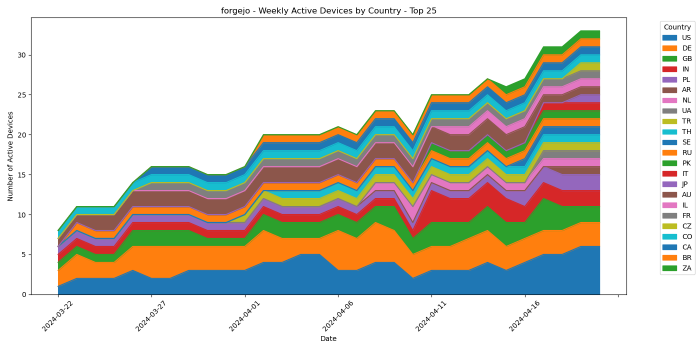 forgejo - Weekly Active Devices by Country - Top 25
Number of Active Devices
30
25
20
15
10
5
0
2024-03-22
2024-03-27
2024-04-01
2024-04-06
2024-04-11
2024-04-16
Date
Country
US
DE
GB
IN
PL
AR
NL
UA
TR
TH
SE
RU
PK
IT
JP
AU
IL
FR
CZ
CO
CA
BR
ZA